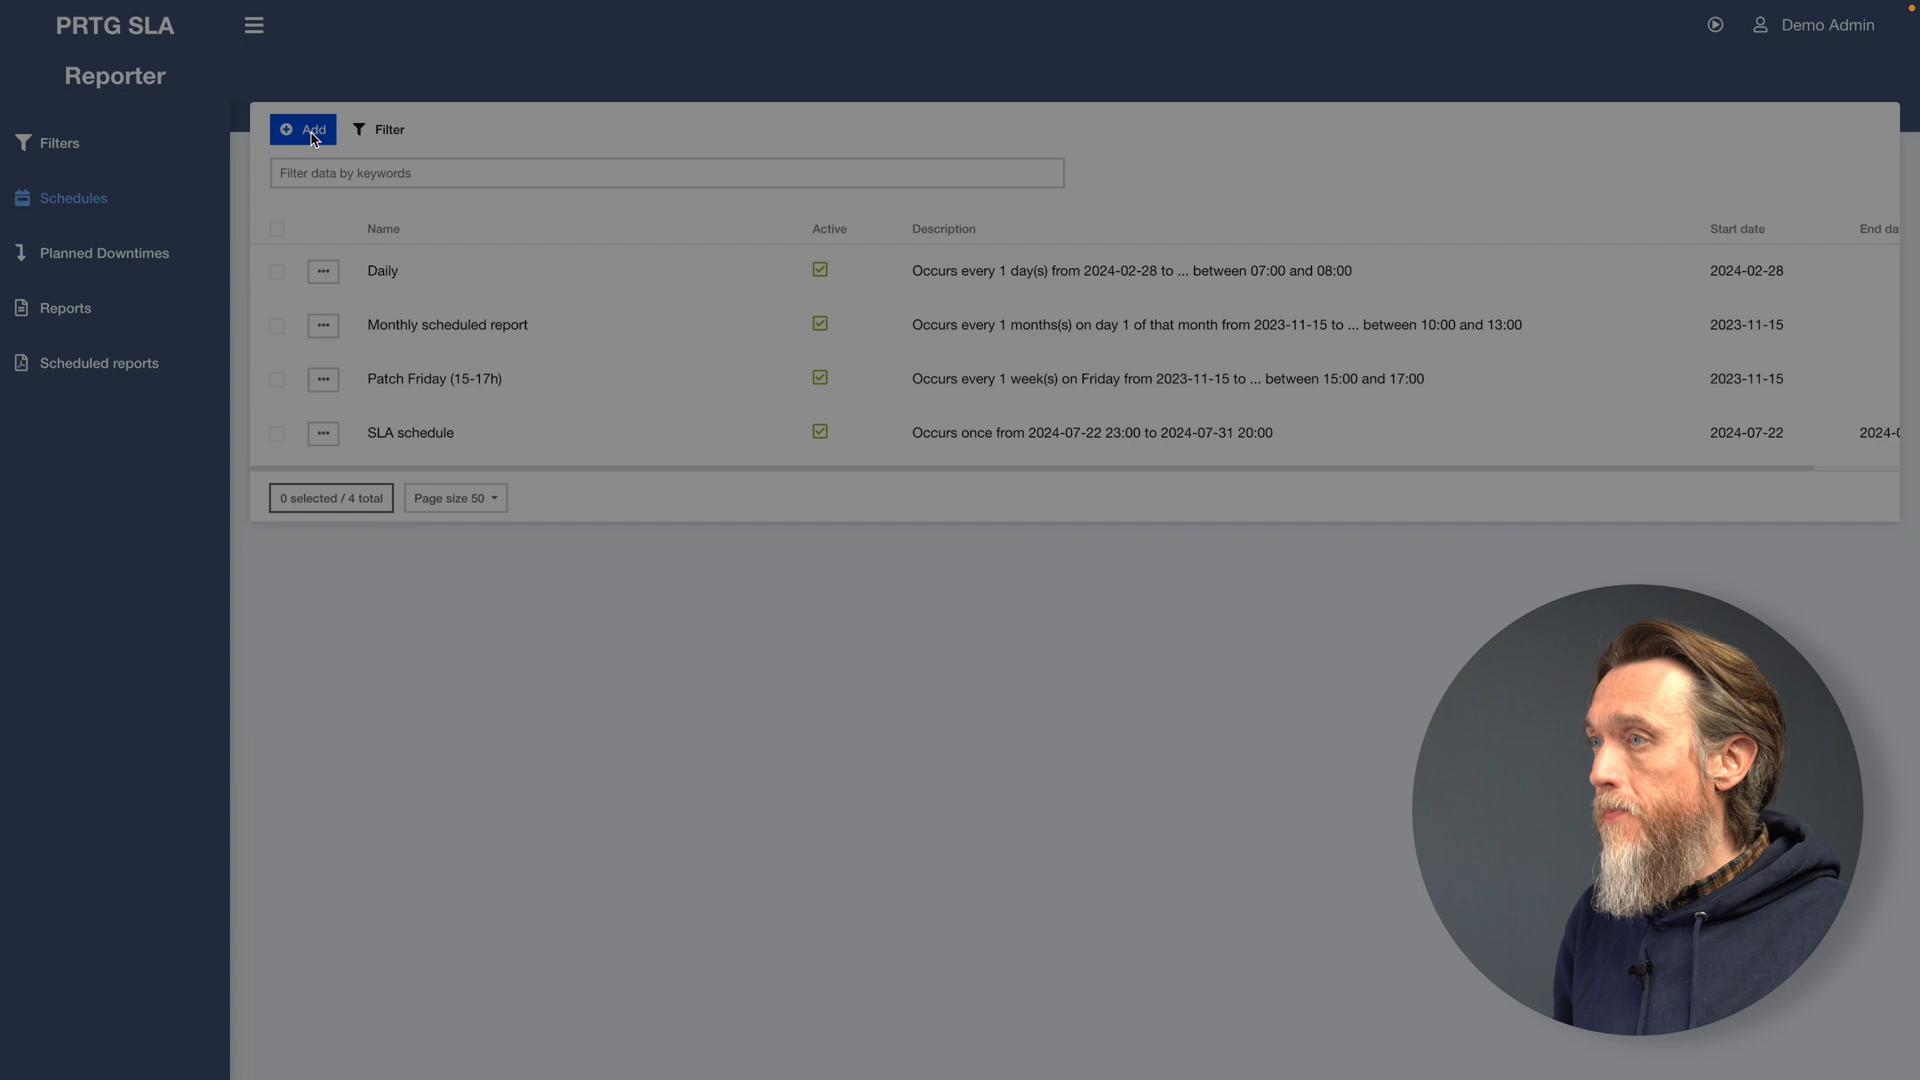 PRTG SLA
Reporter
Demo Admin
Filters
Schedules
Planned Downtimes
Reports
Scheduled reports
Add Filter
Filter data by keywords
Name Active Description Start date End da
Daily Occurs every 1 day(s) from 2024-02-28 to ... between 07:00 and 08:00 2024-02-28
Monthly scheduled report Occurs every 1 months(s) on day 1 of that month from 2023-11-15 to ... between 10:00 and 13:00 2023-11-15
Patch Friday (15-17h) Occurs every 1 week(s) on Friday from 2023-11-15 to ... between 15:00 and 17:00 2023-11-15
SLA schedule Occurs once from 2024-07-22 23:00 to 2024-07-31 20:00 2024-07-22 2024-0
0 selected / 4 total Page size 50